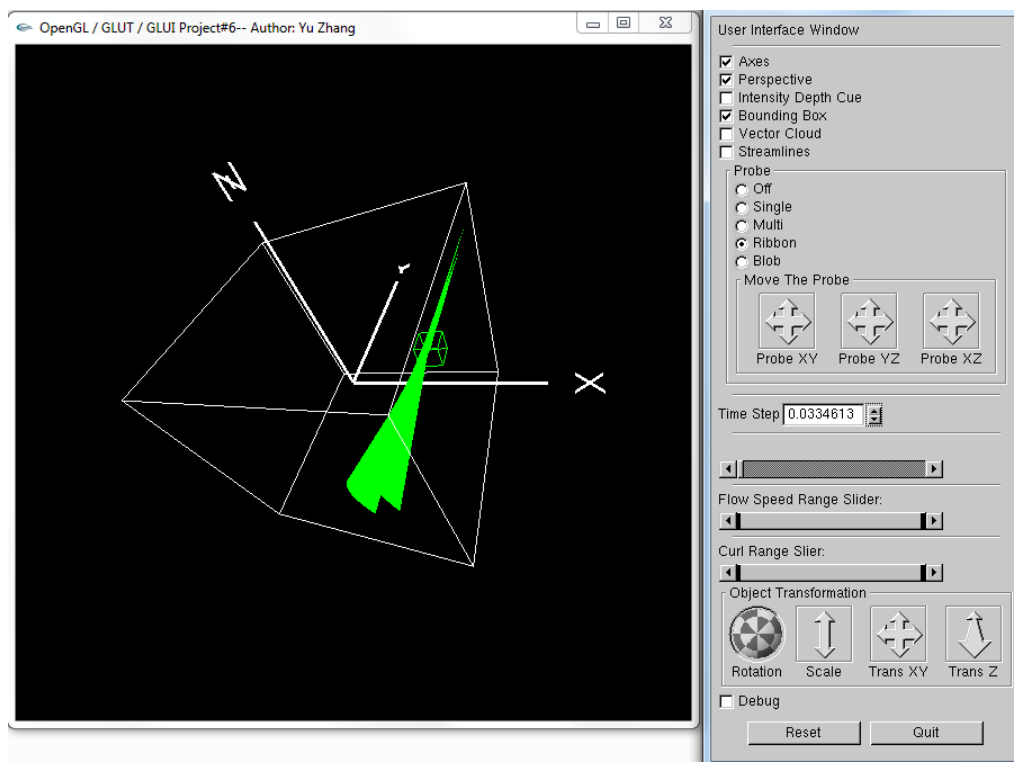 OpenGL / GLUT / GLUI Project#6-- Author: Yu Zhang
Z
Y
X
User Interface Window
Axes
Perspective
Intensity Depth Cue
Bounding Box
Vector Cloud
Streamlines
Probe
Off
Single
Multi
Ribbon
Blob
Move The Probe
Probe XY Probe YZ Probe XZ
Time Step 0.0334613
Flow Speed Range Slider:
Curl Range Slier:
Object Transformation
Rotation Scale Trans XY Trans Z
Debug
Reset Quit